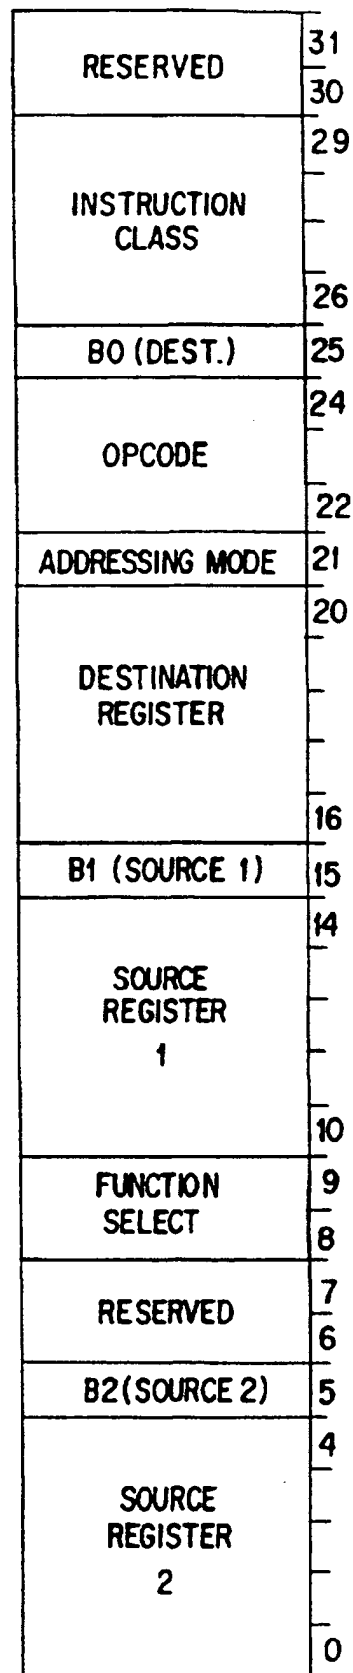 RESERVED
31
30
INSTRUCTION
CLASS
29
26
B0 (DEST.)
25
OPCODE
24
22
ADDRESSING MODE
21
DESTINATION
REGISTER
20
16
B1 (SOURCE 1)
15
SOURCE
REGISTER
1
14
10
FUNCTION
SELECT
9
8
RESERVED
7
6
B2 (SOURCE 2)
5
SOURCE
REGISTER
2
4
0